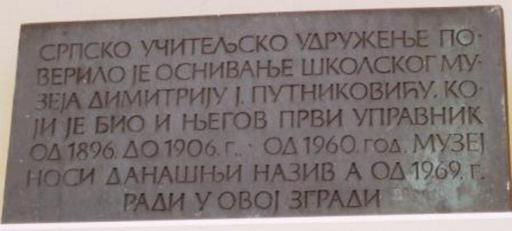 СРПСКО УЧИТЕЉСКО УДРУЖЕЊЕ ПО·
ВЕРИЛО ЈЕ ОСНИВАЊЕ ШКОЛСКОГ МУ·
ЗЕЈА ДИМИТРИЈУ Ј. ПУТНИКОВИЋУ. КО·
ЈИ ЈЕ БИО И ЊЕГОВ ПРВИ УПРАВНИК
ОД 1896. ДО 1906. Г.. ОД 1960. ГОД. МУЗЕЈ
НОСИ ДАНАШЊИ НАЗИВ А ОД 1969. Г.
РАДИ У ОВОЈ ЗГРАДИ